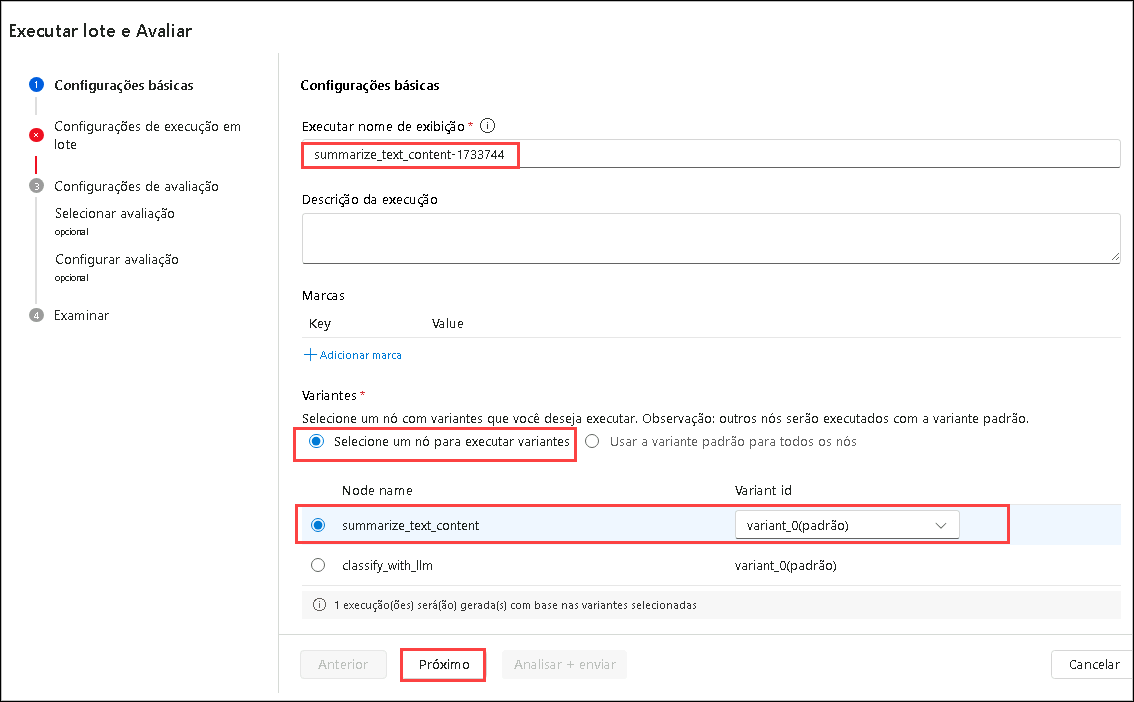 Executar lote e Avaliar
1 Configurações básicas
Configurações de execução em
lote
3 Configurações de avaliação
Selecionar avaliação
opcional
Configurar avaliação
opcional
4 Examinar
Configurações básicas
Executar nome de exibição *
summarize_text_content-1733744
Descrição da execução
Marcas
Key Value
Adicionar marca
Variantes *
Selecione um nó com variantes que você deseja executar. Observação: outros nós serão executados com a variante padrão.
Selecione um nó para executar variantes Usar a variante padrão para todos os nós
Node name Variant id
summarize_text_content variant_0(padrão)
classify_with_llm variant_0(padrão)
1 execução(ões) será(ão) gerada(s) com base nas variantes selecionadas
Anterior Próximo Analisar + enviar Cancelar